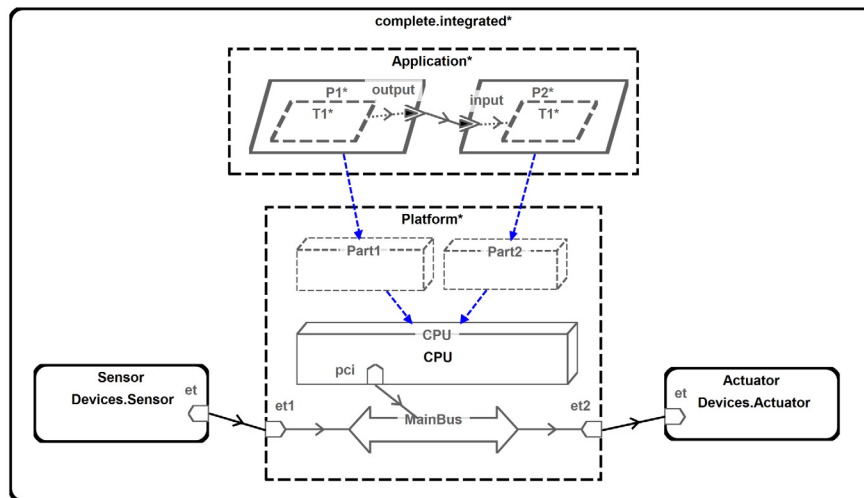 complete.integrated*
Application*
P1*
output
input
P2*
T1*
T1*
Platform*
Part1
Part2
CPU
CPU
pci
Sensor
et
Devices.Sensor
et1
MainBus
et2
et
Actuator
Devices.Actuator